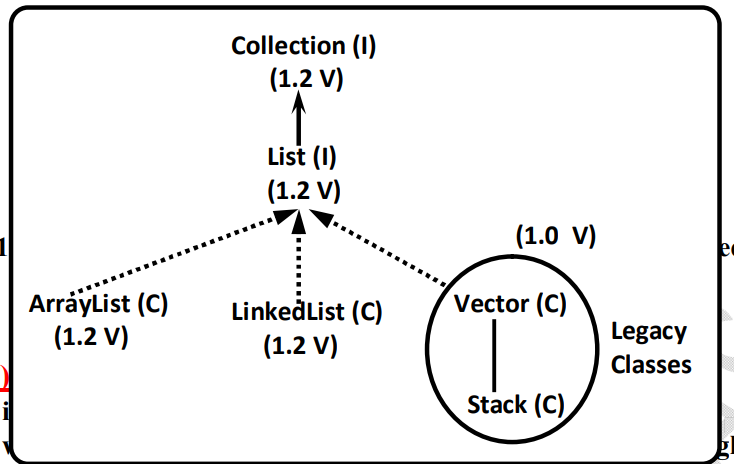 Collection (I)
(1.2 V)
List (I)
(1.2 V)
(1.0 V)
ArrayList (C)
(1.2 V)
LinkedList (C)
(1.2 V)
Vector (C)
Legacy
Classes
Stack (C)